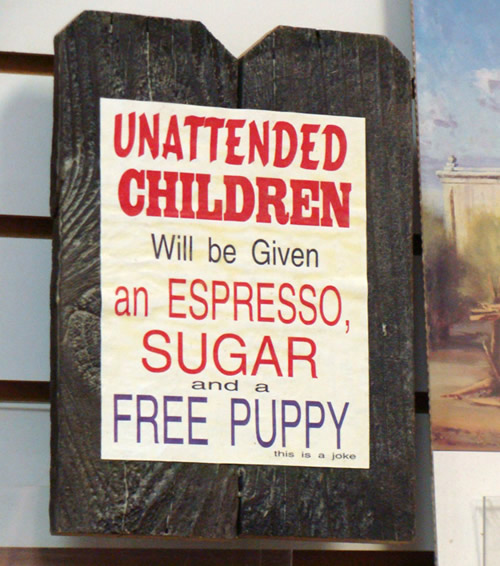 UNATTENDED
CHILDREN
Will be Given
an ESPRESSO,
SUGAR
and a
FREE PUPPY
this is a joke